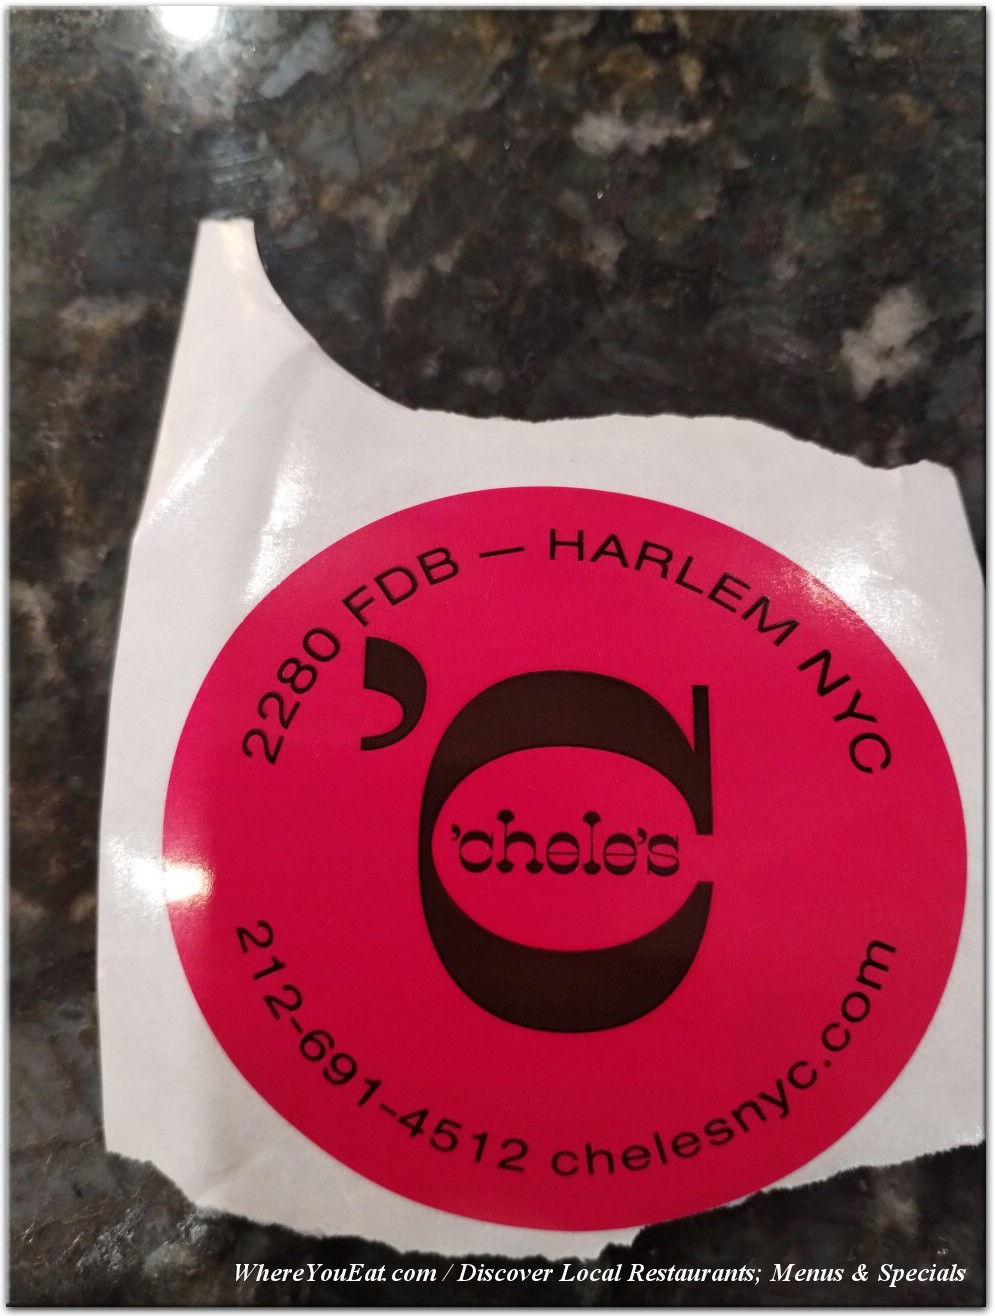 2280 FDB — HARLEM NYC
’C
’chele’s
212-691-4512 chelesnyc.com
WhereYouEat.com / Discover Local Restaurants; Menus & Specials